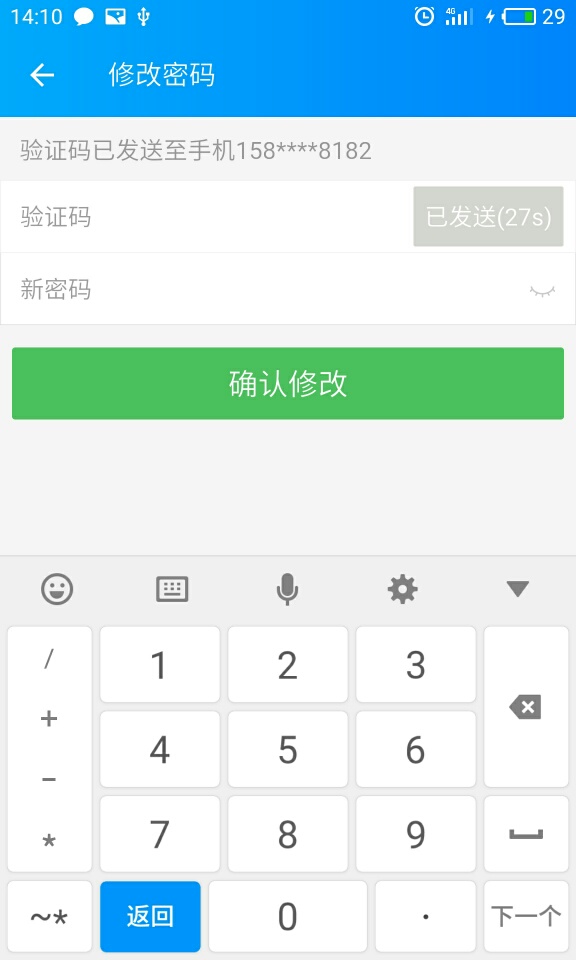 14:10 4G 29
修改密码
验证码已发送至手机158****8182
验证码 已发送(27s)
新密码
确认修改
/ 1 2 3
+
4 5 6
-
7 8 9
*
~* 返回 0 · 下一个